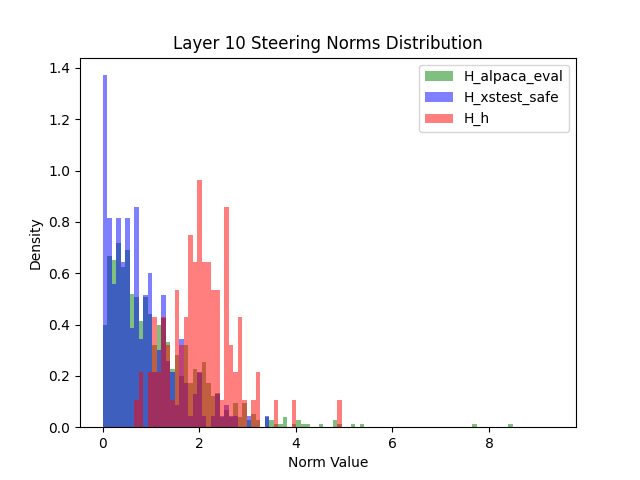 Layer 10 Steering Norms Distribution
H_alpaca_eval
H_xstest_safe
H_h
Density
1.4
1.2
1.0
0.8
0.6
0.4
0.2
0.0
0 2 4 6 8
Norm Value